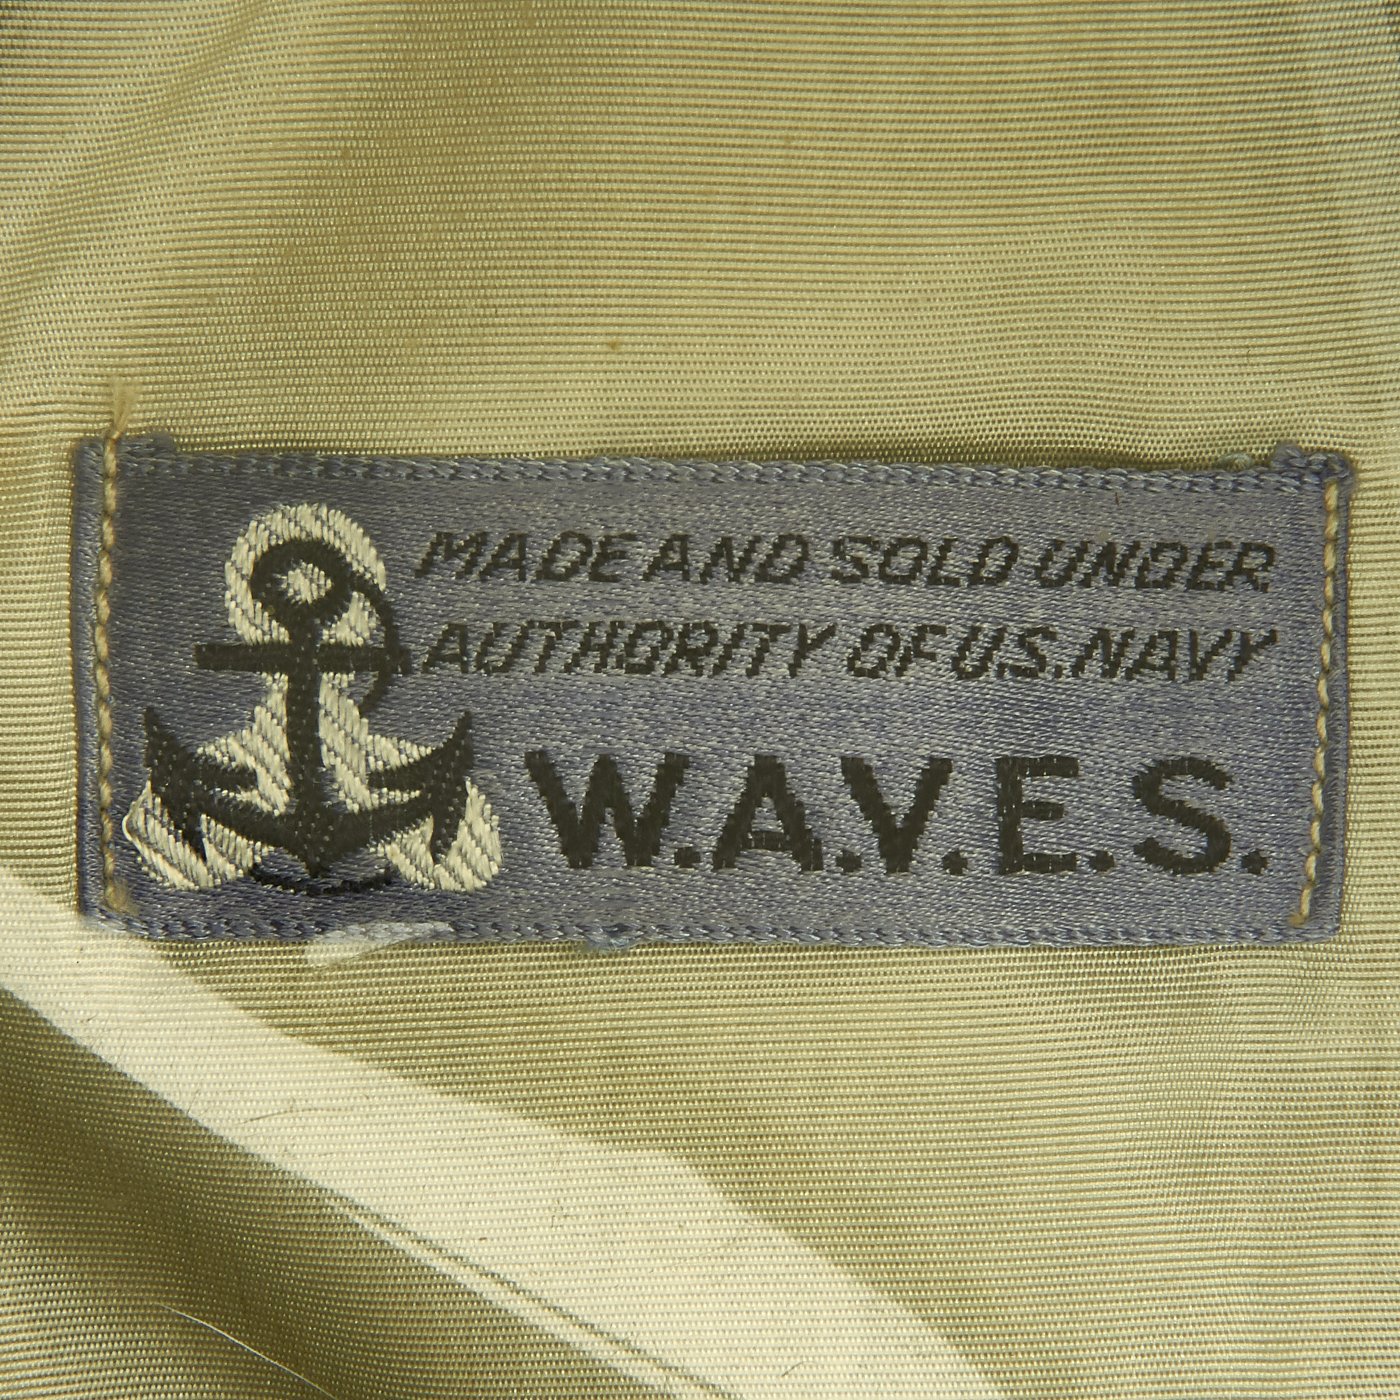 MADE AND SOLD UNDER
AUTHORITY OF U.S. NAVY
W.A.V.E.S.